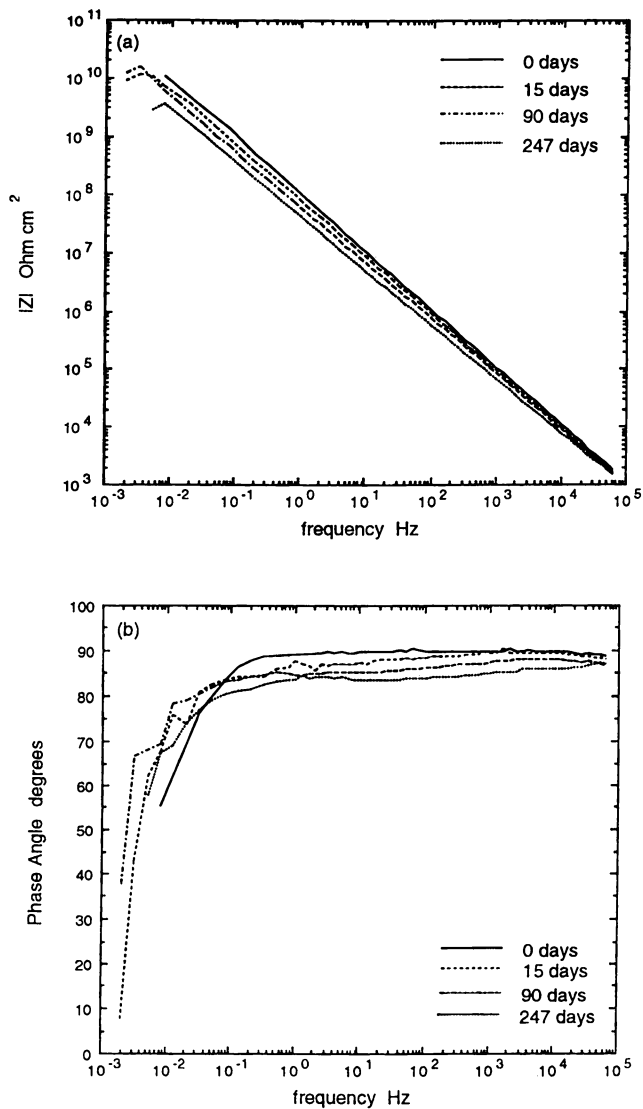 (a)
10^11
10^10
10^9
10^8
10^7
10^6
10^5
10^4
10^3
|Z| Ohm cm^2
0 days
15 days
90 days
247 days
10^-3 10^-2 10^-1 10^0 10^1 10^2 10^3 10^4 10^5
frequency Hz
(b)
100
90
80
70
60
50
40
30
20
10
0
Phase Angle degrees
0 days
15 days
90 days
247 days
10^-3 10^-2 10^-1 10^0 10^1 10^2 10^3 10^4 10^5
frequency Hz